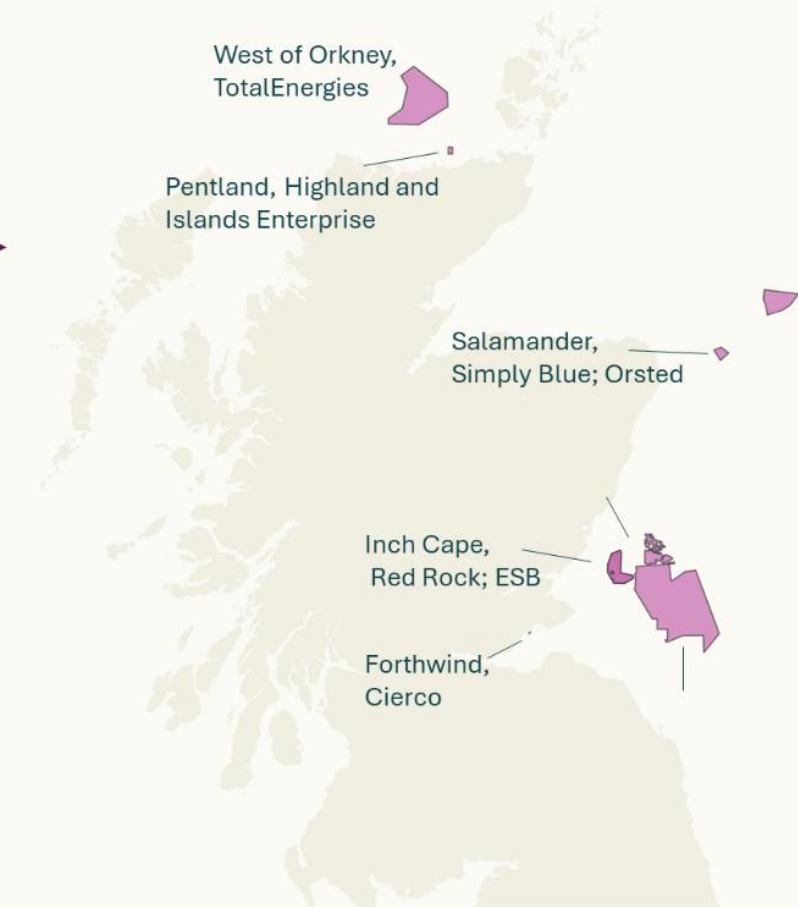 West of Orkney,
TotalEnergies
Pentland, Highland and
Islands Enterprise
Salamander,
Simply Blue; Orsted
Inch Cape,
Red Rock; ESB
Forthwind,
Cierco